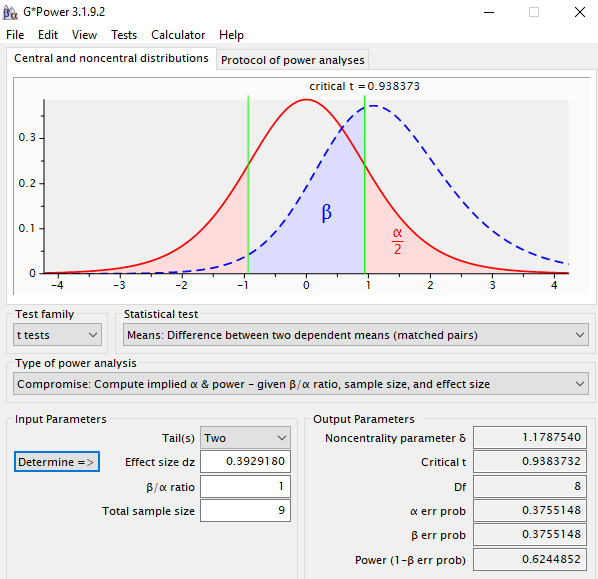 G*Power 3.1.9.2
File Edit View Tests Calculator Help
Central and noncentral distributions Protocol of power analyses
critical t = 0.938373
0.3
0.2
0.1
0
β
α
2
-4 -3 -2 -1 0 1 2 3 4
Test family Statistical test
t tests Means: Difference between two dependent means (matched pairs)
Type of power analysis
Compromise: Compute implied α & power - given β/α ratio, sample size, and effect size
Input Parameters Output Parameters
Tail(s) Two Noncentrality parameter δ 1.1787540
Determine => Effect size dz 0.3929180 Critical t 0.9383732
β/α ratio 1 Df 8
Total sample size 9 α err prob 0.3755148
β err prob 0.3755148
Power (1-β err prob) 0.6244852